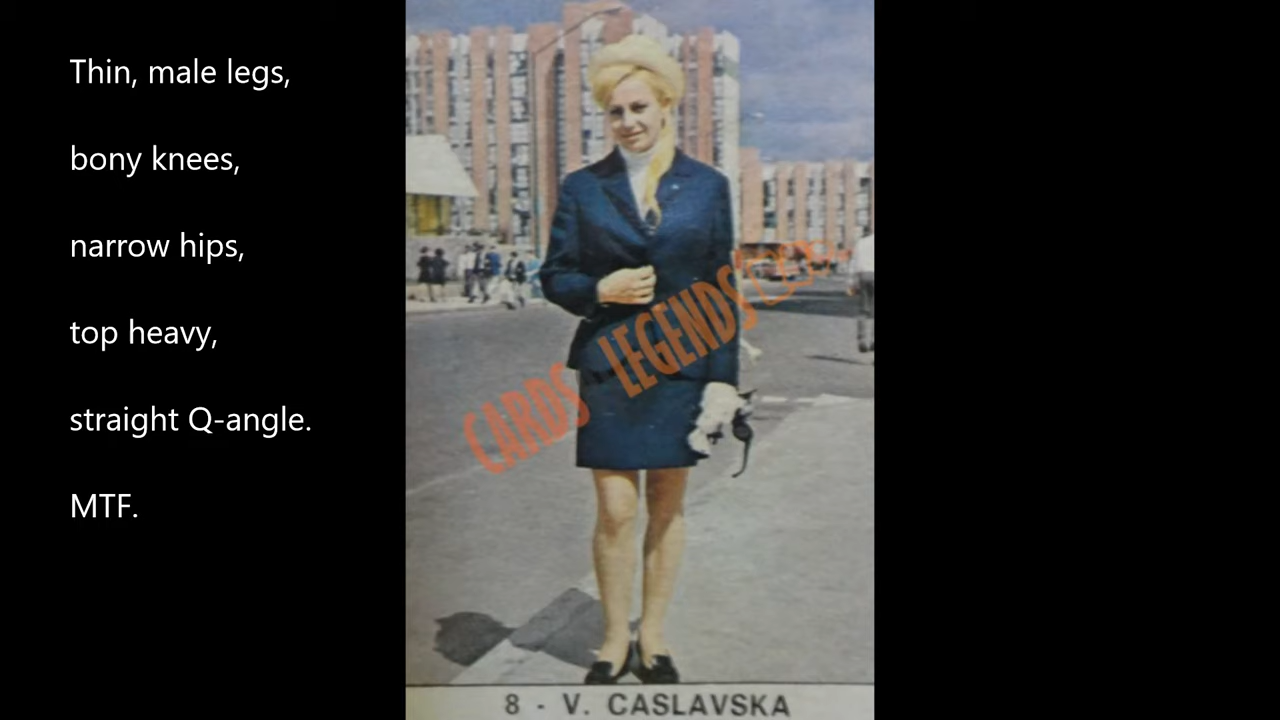 Thin, male legs,
bony knees,
narrow hips,
top heavy,
straight Q-angle.
MTF.
CARDS LEGENDS
8 - V. CASLAVSKA